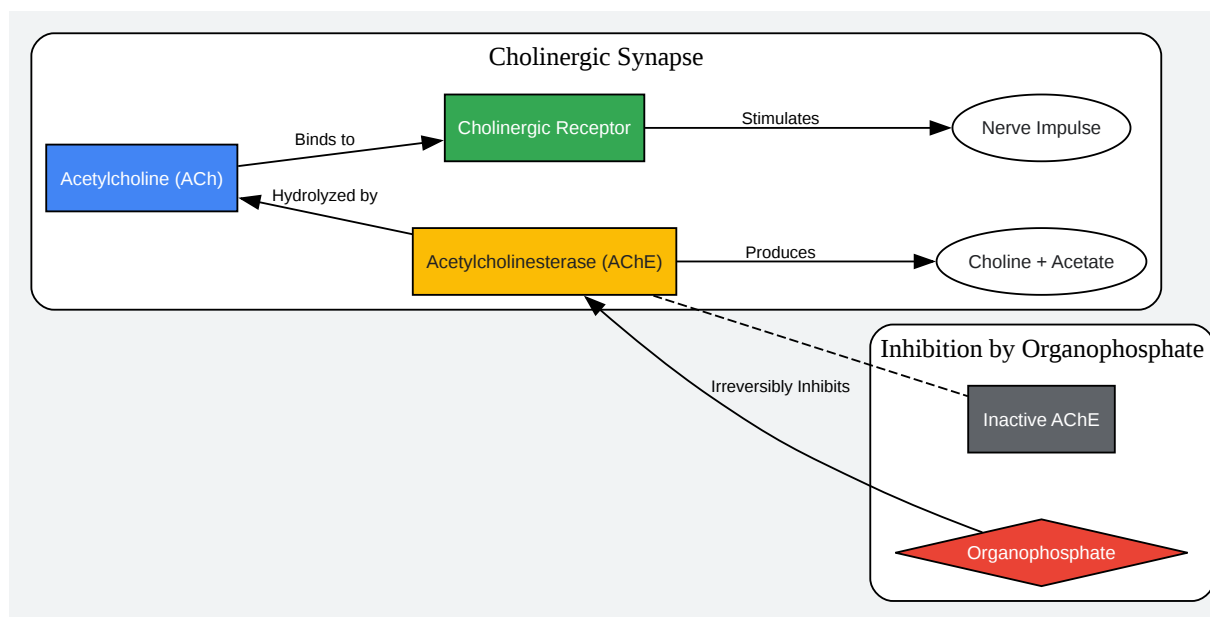 Cholinergic Synapse
Cholinergic Receptor
Stimulates
Nerve Impulse
Binds to
Acetylcholine (ACh)
Hydrolyzed by
Acetylcholinesterase (AChE)
Produces
Choline + Acetate
Inhibition by Organophosphate
Irreversibly Inhibits
Inactive AChE
Organophosphate